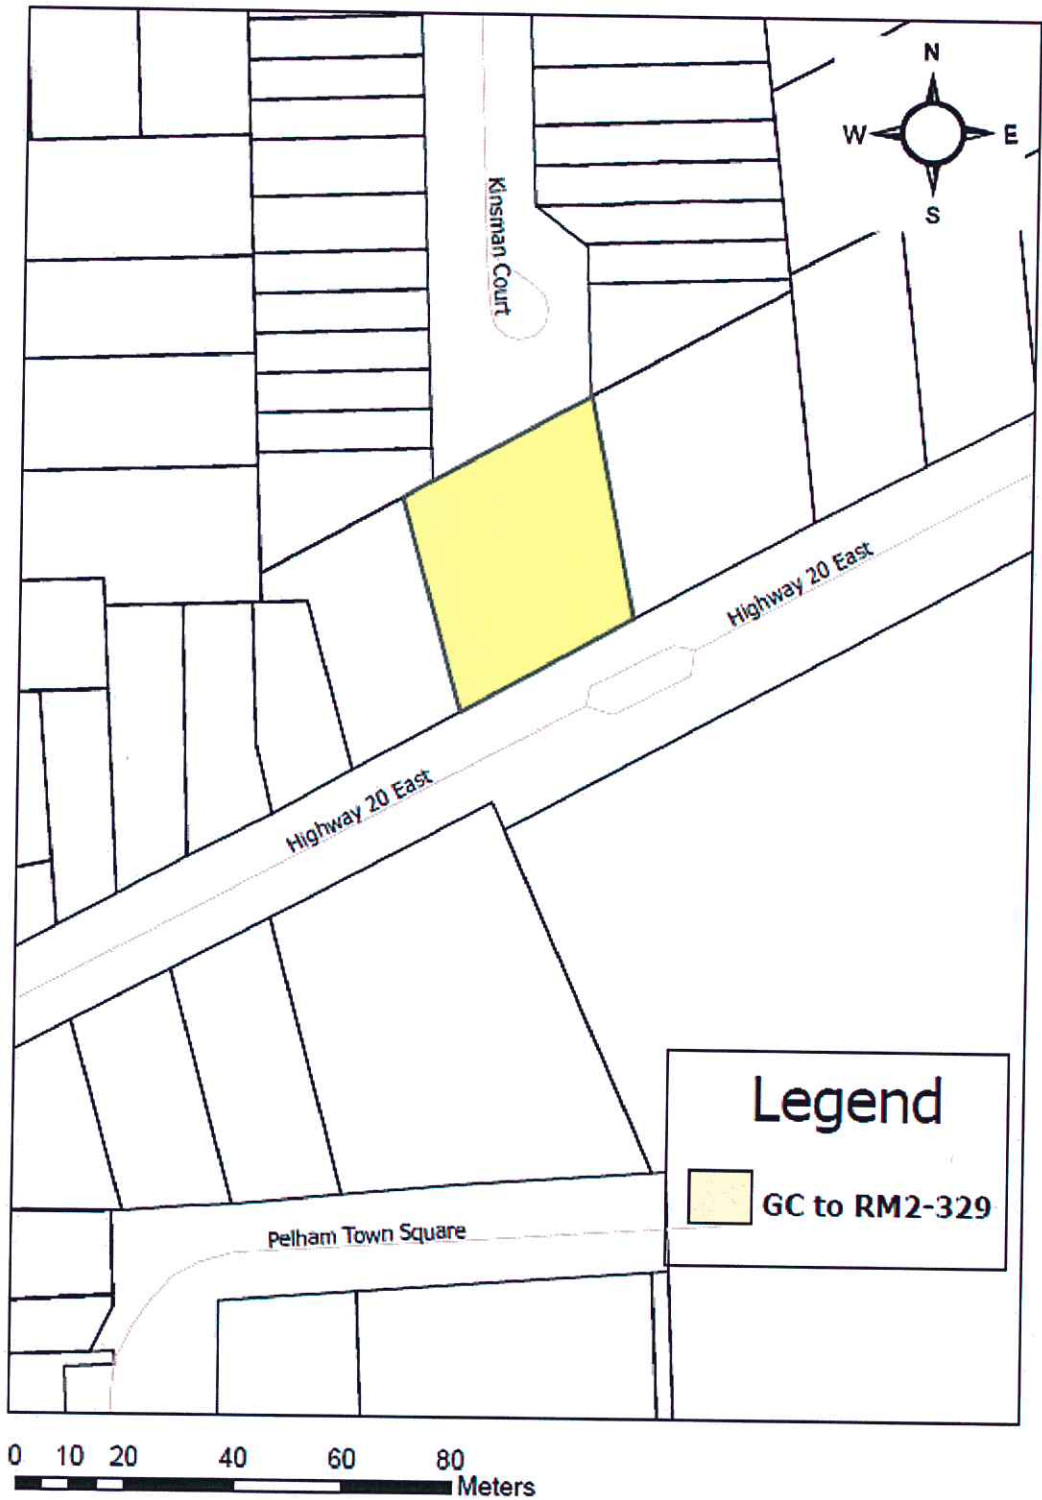 N
W E
S
Kinsman Court
Highway 20 East
Highway 20 East
Legend
GC to RM2-329
Pelham Town Square
0 10 20 40 60 80
Meters